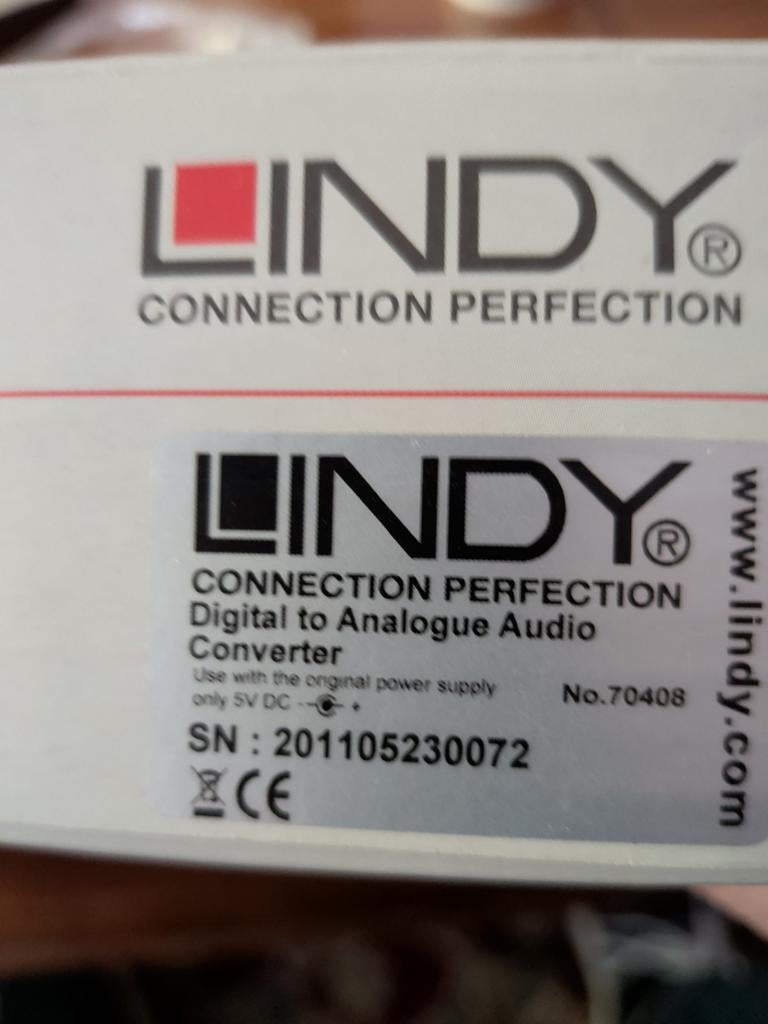 LINDY®
CONNECTION PERFECTION
LINDY®
CONNECTION PERFECTION
Digital to Analogue Audio
Converter
Use with the original power supply
only 5V DC - +
No.70408
SN : 201105230072
CE
www.lindy.com